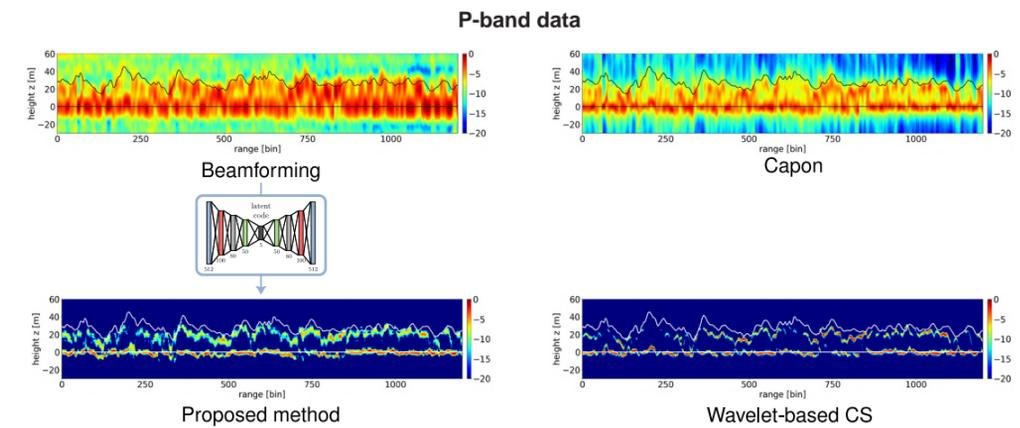 P-band data
60
40
20
0
−20
height z [m]
0 250 500 750 1000
range [bin]
0
−5
−10
−15
−20
Beamforming
60
40
20
0
−20
height z [m]
0 250 500 750 1000
range [bin]
0
−5
−10
−15
−20
Capon
latent
code
512 100 80 50 5 50 80 100 512
60
40
20
0
−20
height z [m]
0 250 500 750 1000
range [bin]
0
−5
−10
−15
−20
Proposed method
60
40
20
0
−20
height z [m]
0 250 500 750 1000
range [bin]
0
−5
−10
−15
−20
Wavelet-based CS